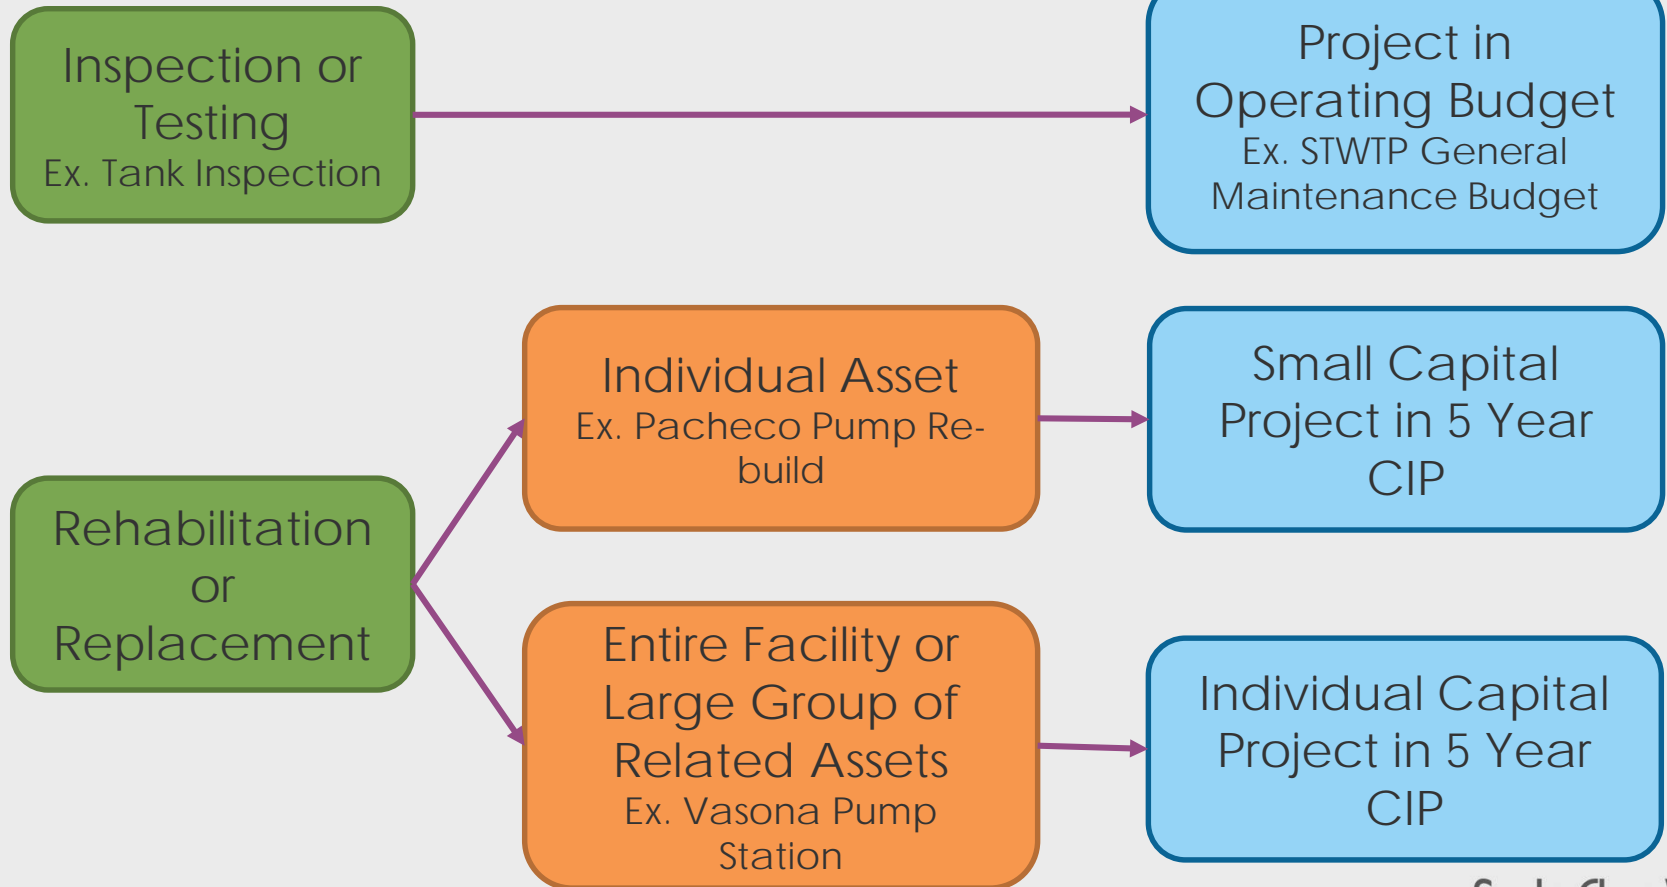 Inspection or
Testing
Ex. Tank Inspection
Project in
Operating Budget
Ex. STWTP General
Maintenance Budget
Individual Asset
Ex. Pacheco Pump Re-
build
Small Capital
Project in 5 Year
CIP
Rehabilitation
or
Replacement
Entire Facility or
Large Group of
Related Assets
Ex. Vasona Pump
Station
Individual Capital
Project in 5 Year
CIP